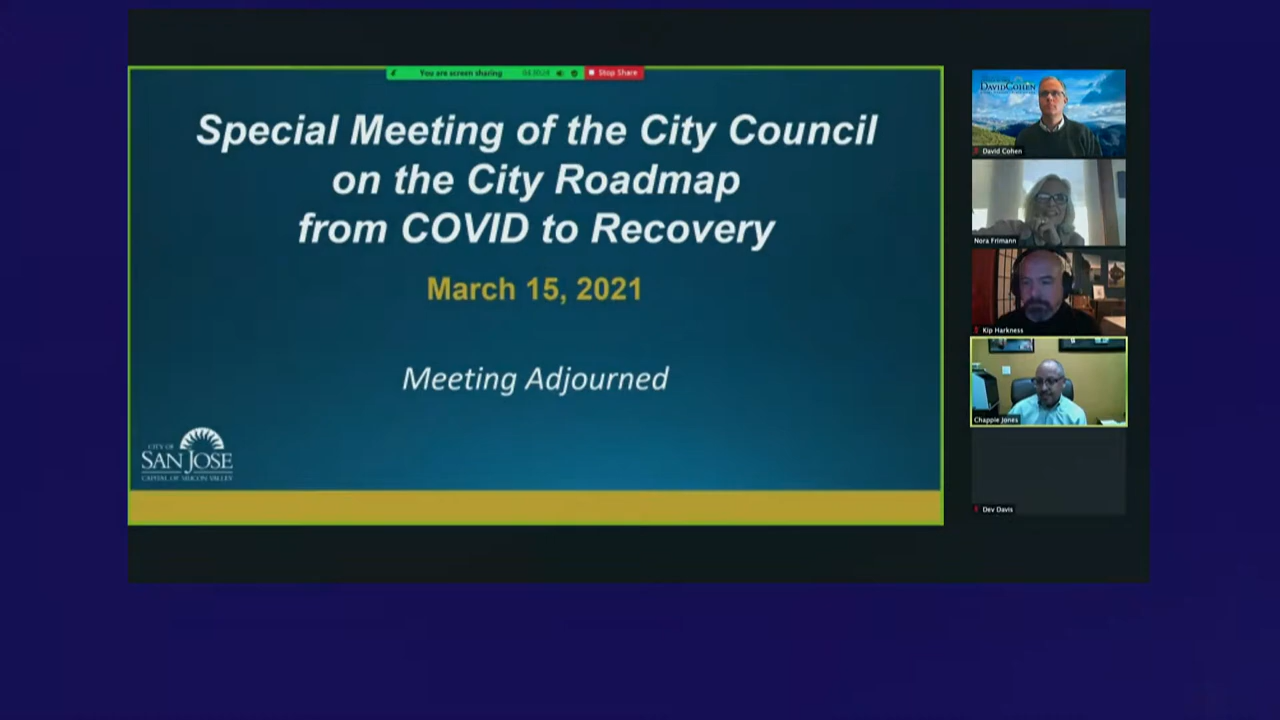 You are screen sharing
Stop Share
Special Meeting of the City Council
on the City Roadmap
from COVID to Recovery
March 15, 2021
Meeting Adjourned
CITY OF
SAN JOSE
CAPITAL OF SILICON VALLEY
DAVID COHEN
David Cohen
Nora Frimann
Kip Harkness
Chappie Jones
Dev Davis